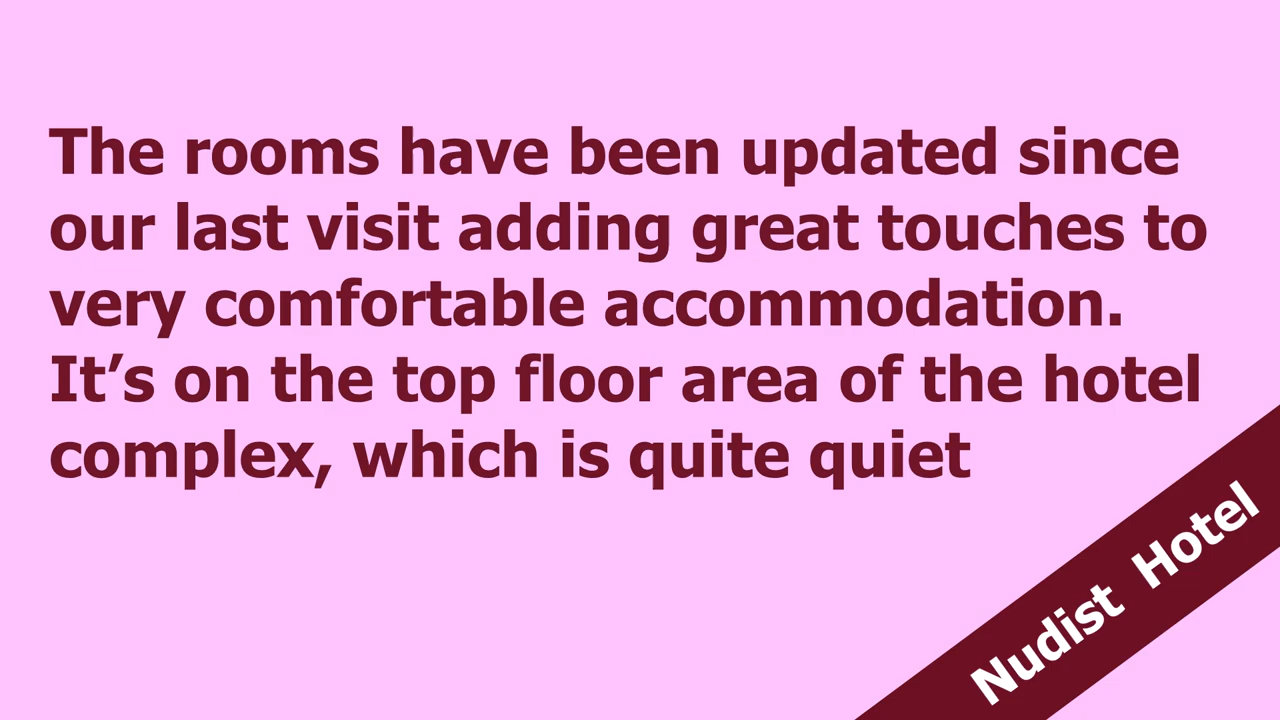 The rooms have been updated since
our last visit adding great touches to
very comfortable accommodation.
It’s on the top floor area of the hotel
complex, which is quite quiet
Nudist Hotel